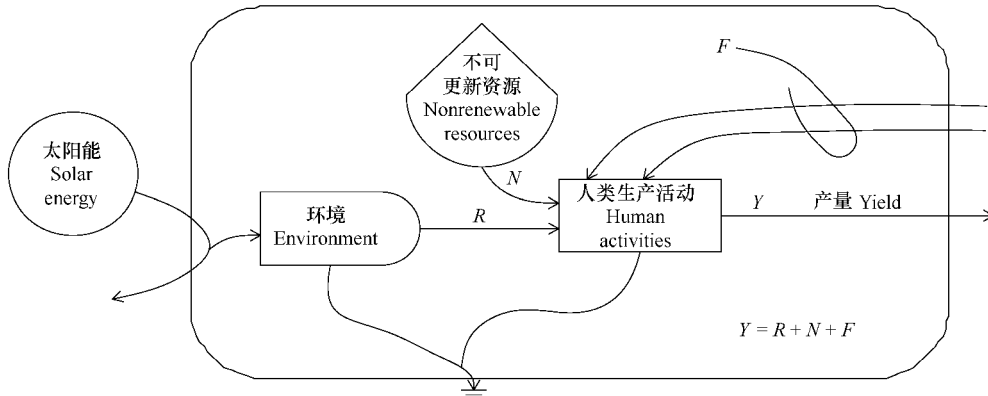 F
不可
更新资源
Nonrenewable
resources
太阳能
Solar
energy
N
人类生产活动
Human
activities
环境
Environment
R
Y
产量 Yield
Y = R + N + F